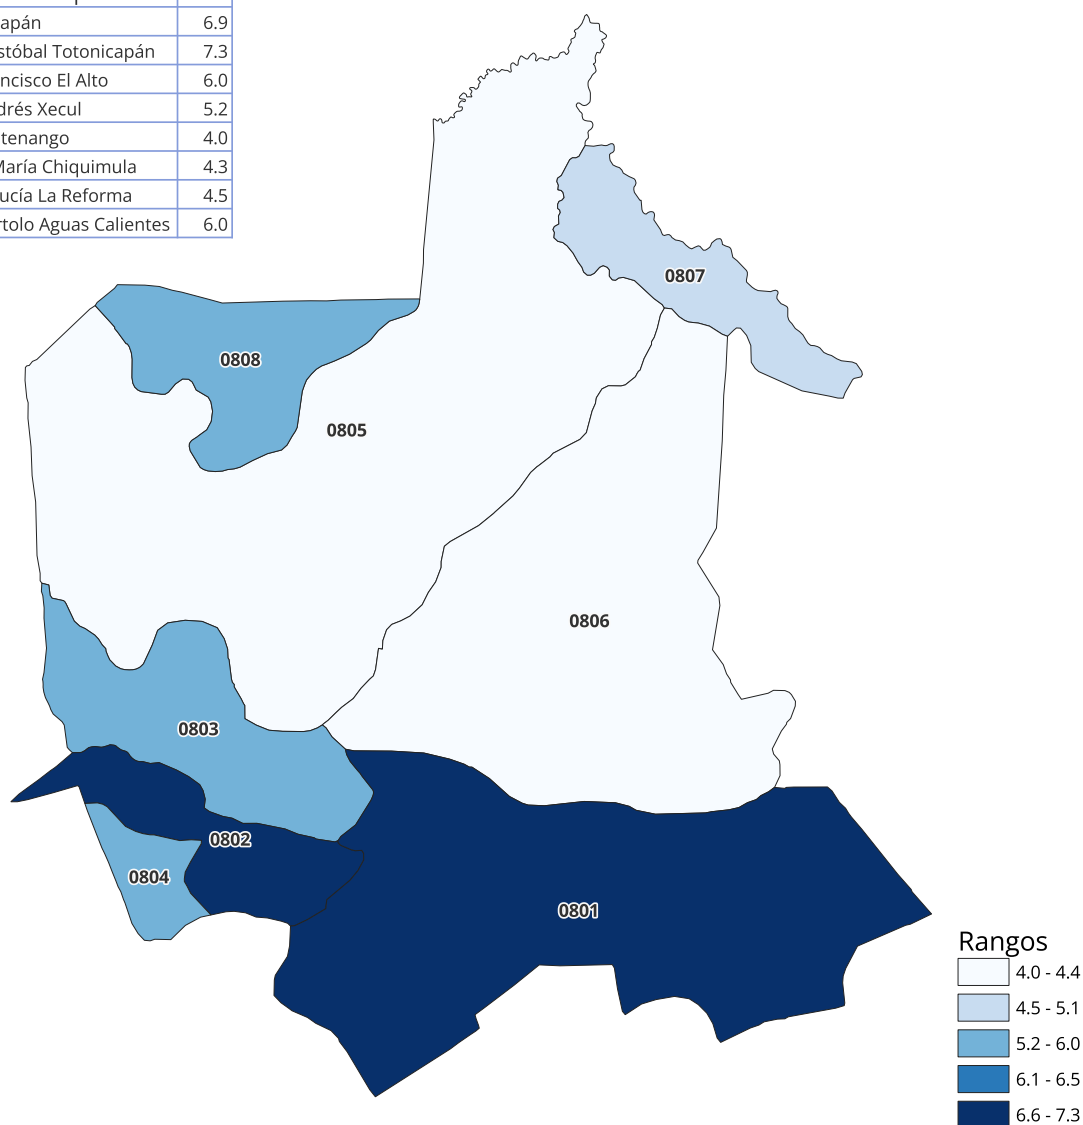 apán 6.9
stóbal Totonicapán 7.3
ncisco El Alto 6.0
drés Xecul 5.2
tenango 4.0
María Chiquimula 4.3
ucía La Reforma 4.5
rtolo Aguas Calientes 6.0
0807
0808
0805
0806
0803
0802
0804
0801
Rangos
4.0 - 4.4
4.5 - 5.1
5.2 - 6.0
6.1 - 6.5
6.6 - 7.3